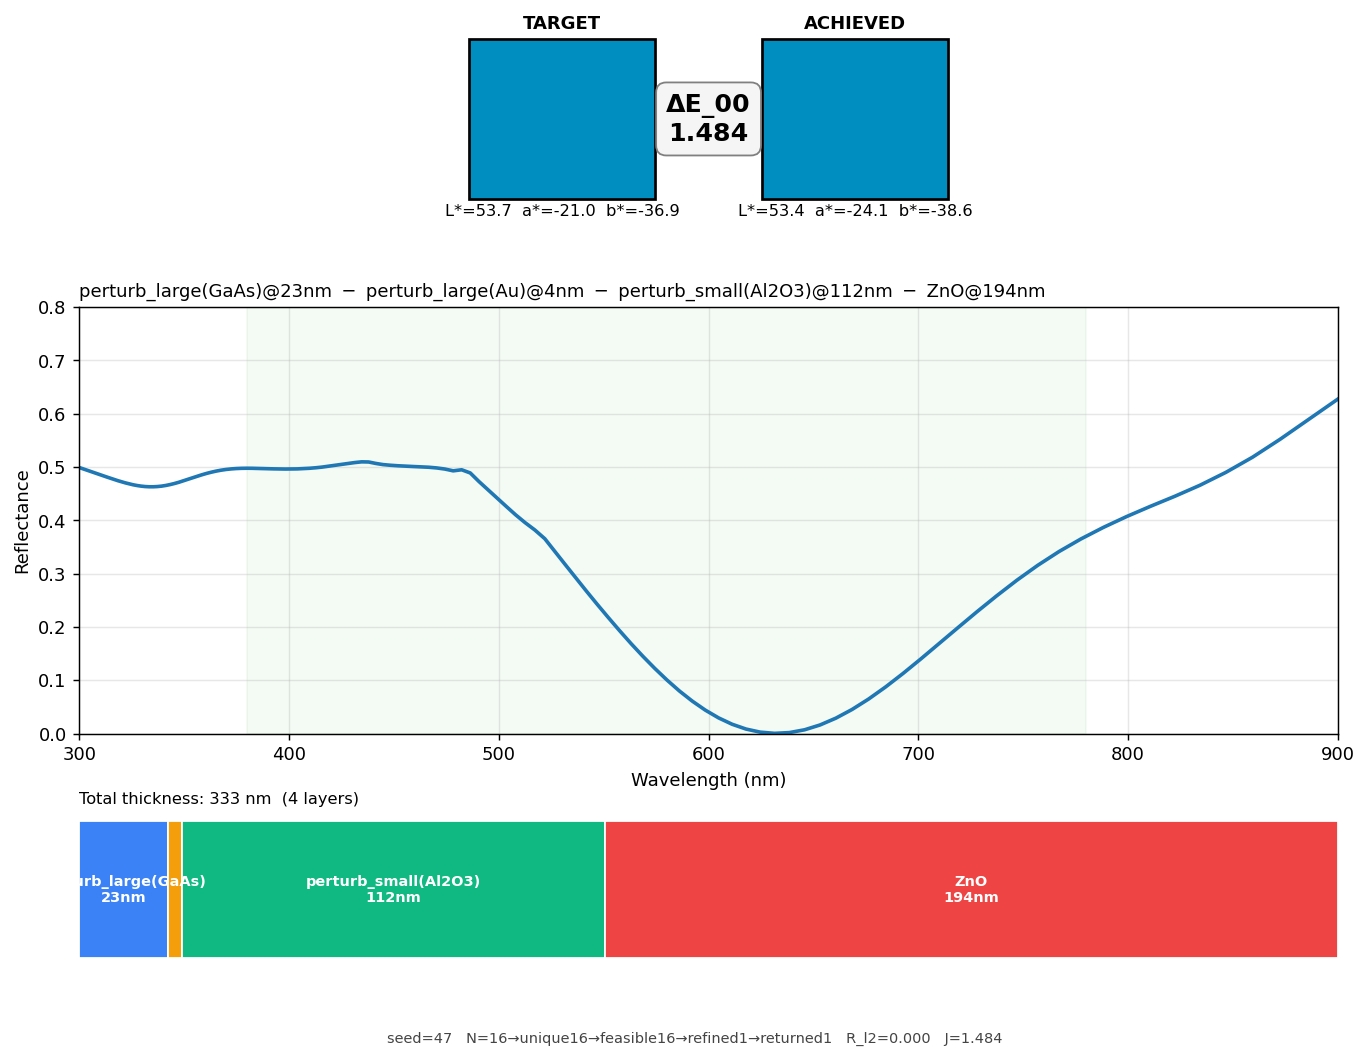 TARGET
ACHIEVED
ΔE_00
1.484
L*=53.7 a*=-21.0 b*=-36.9
L*=53.4 a*=-24.1 b*=-38.6
perturb_large(GaAs)@23nm − perturb_large(Au)@4nm − perturb_small(Al2O3)@112nm − ZnO@194nm
0.8
0.7
0.6
0.5
0.4
0.3
0.2
0.1
0.0
Reflectance
300 400 500 600 700 800 900
Wavelength (nm)
Total thickness: 333 nm (4 layers)
urb_large(GaAs)
23nm
perturb_small(Al2O3)
112nm
ZnO
194nm
seed=47 N=16→unique16→feasible16→refined1→returned1 R_l2=0.000 J=1.484